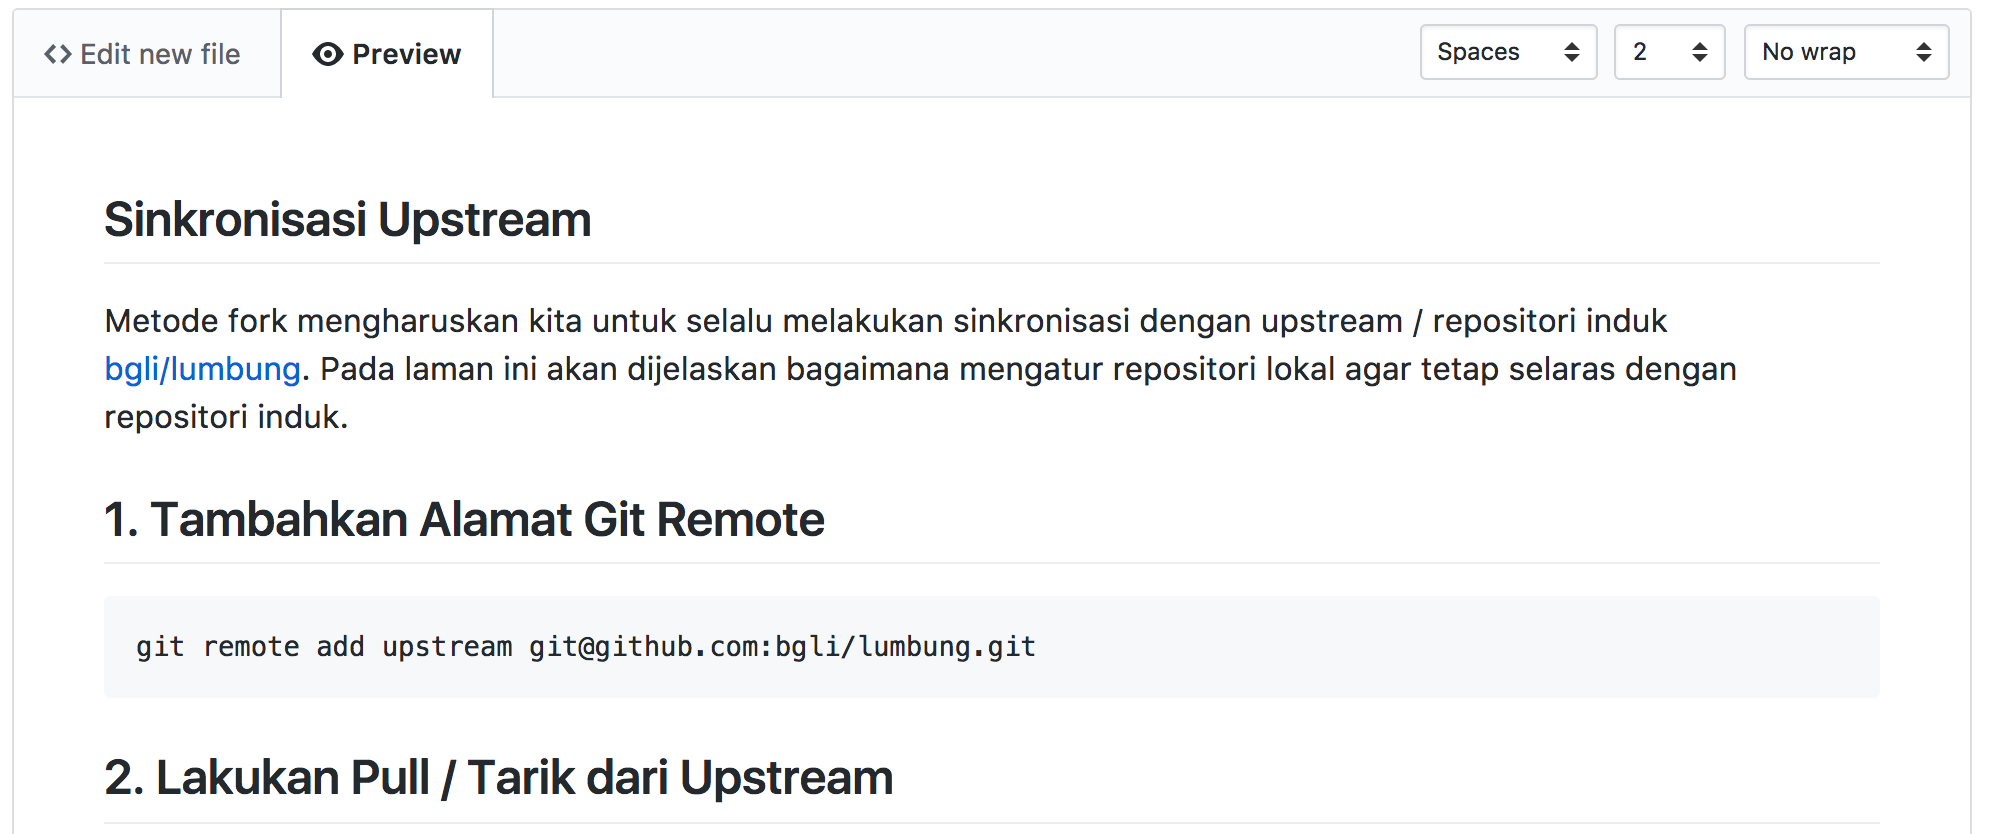 Edit new file
Preview
Spaces
2
No wrap
Sinkronisasi Upstream
Metode fork mengharuskan kita untuk selalu melakukan sinkronisasi dengan upstream / repositori induk
bgli/lumbung. Pada laman ini akan dijelaskan bagaimana mengatur repositori lokal agar tetap selaras dengan
repositori induk.
1. Tambahkan Alamat Git Remote
git remote add upstream git@github.com:bgli/lumbung.git
2. Lakukan Pull / Tarik dari Upstream